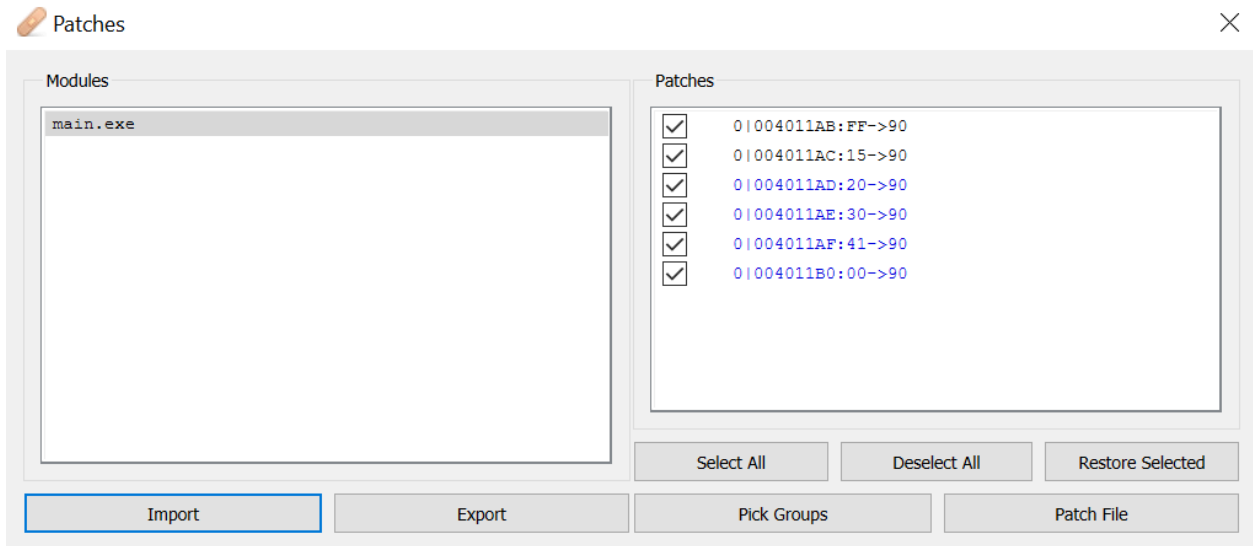 Patches
Modules
main.exe
Patches
0|004011AB:FF->90
0|004011AC:15->90
0|004011AD:20->90
0|004011AE:30->90
0|004011AF:41->90
0|004011B0:00->90
Select All
Deselect All
Restore Selected
Import
Export
Pick Groups
Patch File